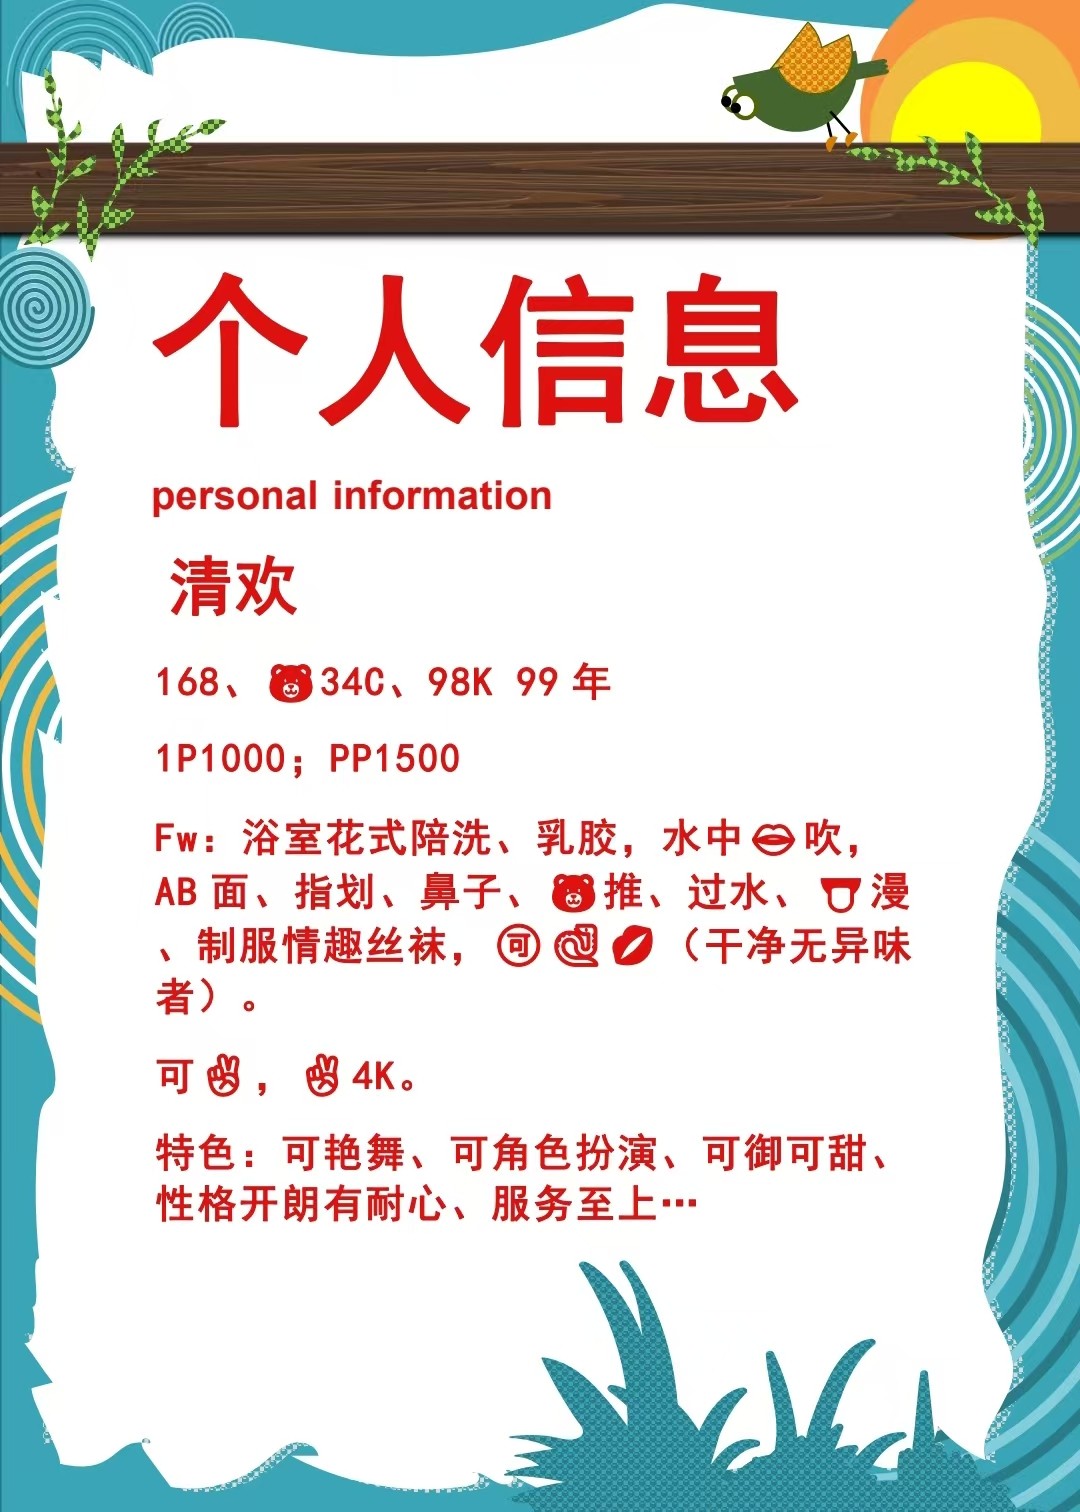 个人信息
personal information
清欢
168、🐻34C、98K 99 年
1P1000；PP1500
Fw：浴室花式陪洗、乳胶，水中👄吹，
AB 面、指划、鼻子、🐻推、过水、👅漫
、制服情趣丝袜，🉑 💋（干净无异味
者）。
可✌，✌4K。
特色：可艳舞、可角色扮演、可御可甜、
性格开朗有耐心、服务至上…